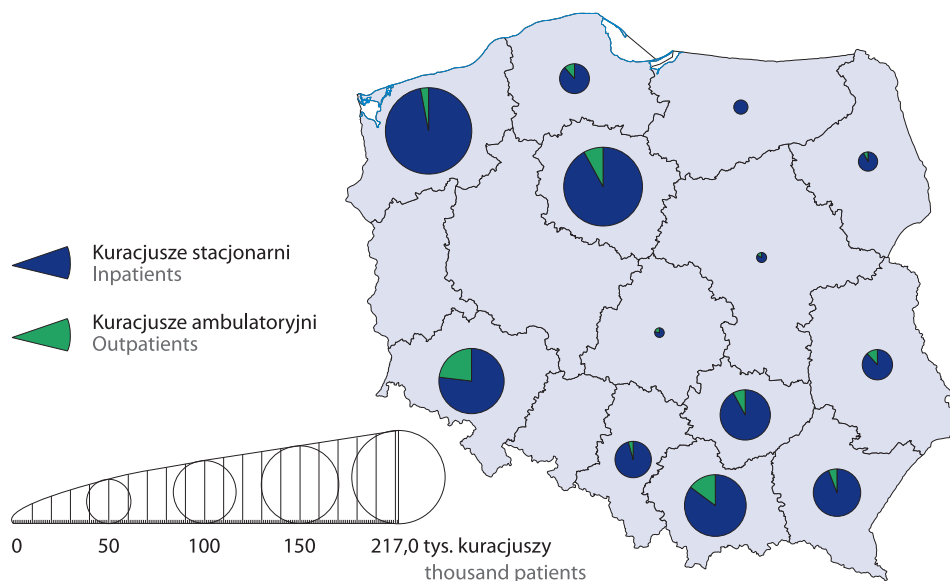 Kuracjusze stacjonarni
Inpatients
Kuracjusze ambulatoryjni
Outpatients
0 50 100 150 217,0 tys. kuracjuszy
thousand patients